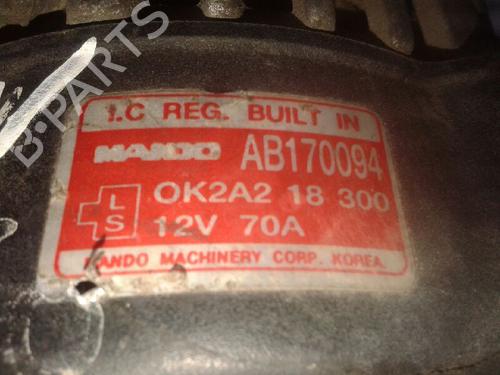 I.C REG. BUILT IN
MANDO AB170094
OK2A2 18 300
L
S
12V 70A
MANDO MACHINERY CORP. KOREA.
B-PARTS